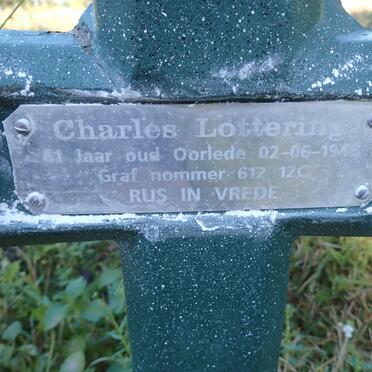 Charles Lottering
Jaar oud Oorlede 02-06-194
Graf nommer 612 12C
RUS IN VREDE